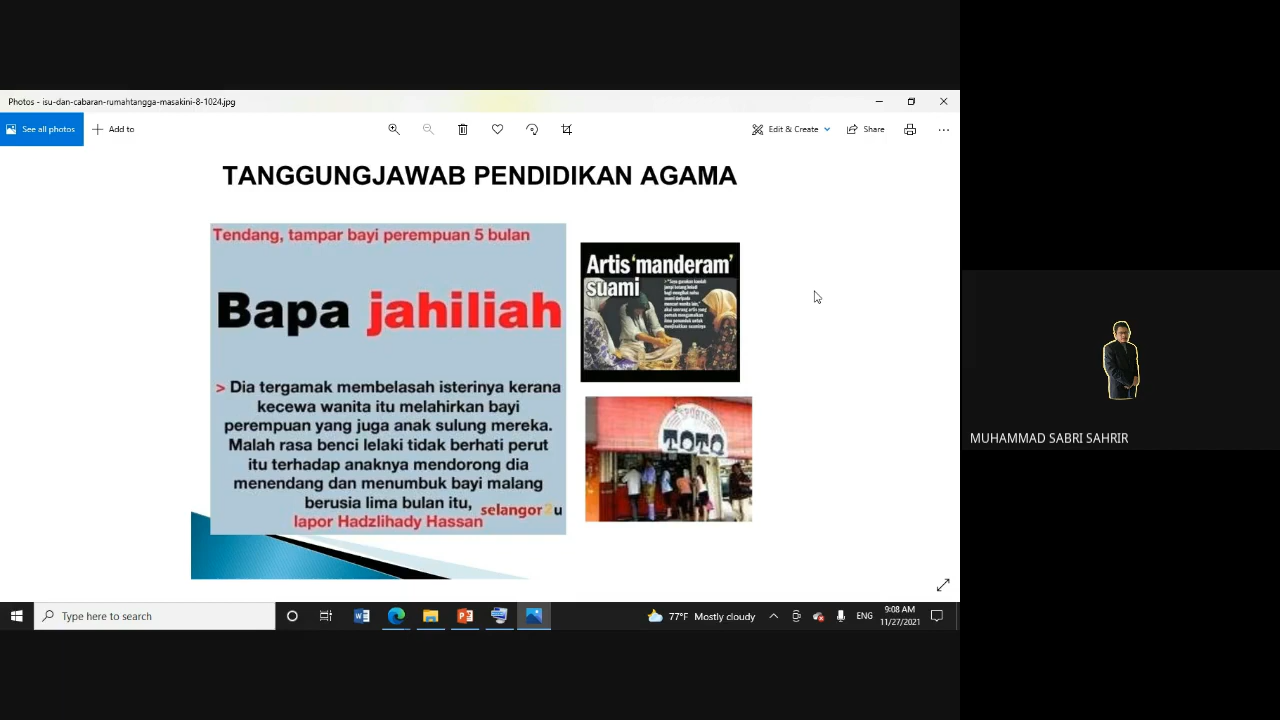 Photos - isu-dan-cabaran-rumahtangga-masakini-8-1024.jpg
See all photos
Add to
Edit & Create
Share
TANGGUNGJAWAB PENDIDIKAN AGAMA
Tendang, tampar bayi perempuan 5 bulan
Bapa jahiliah
> Dia tergamak membelasah isterinya kerana
kecewa wanita itu melahirkan bayi
perempuan yang juga anak sulung mereka.
Malah rasa benci lelaki tidak berhati perut
itu terhadap anaknya mendorong dia
menendang dan menumbuk bayi malang
berusia lima bulan itu,
selangor2u
lapor Hadzlihady Hassan
Artis 'manderam'
suami
SPORTS
TOTO
MUHAMMAD SABRI SAHRIR
Type here to search
77°F Mostly cloudy
ENG
9:08 AM
11/27/2021